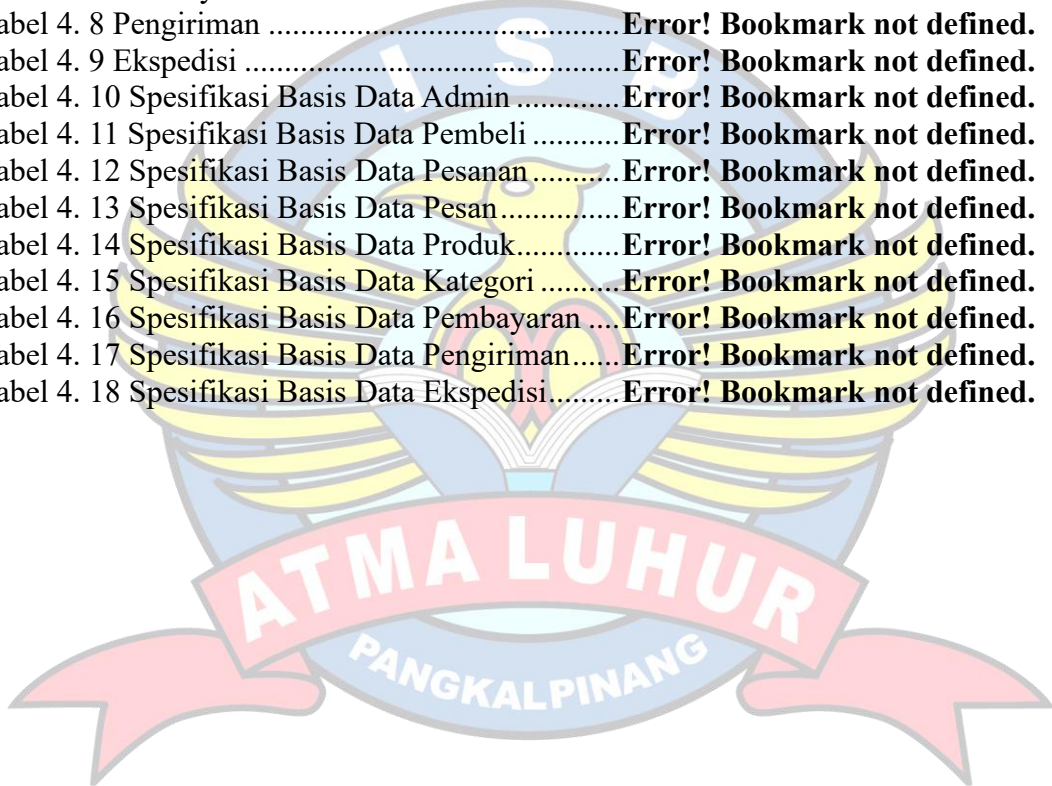 abel 4. 8 Pengiriman ............................................Error! Bookmark not defined.
abel 4. 9 Ekspedisi ...............................................Error! Bookmark not defined.
abel 4. 10 Spesifikasi Basis Data Admin .............Error! Bookmark not defined.
abel 4. 11 Spesifikasi Basis Data Pembeli ...........Error! Bookmark not defined.
abel 4. 12 Spesifikasi Basis Data Pesanan...........Error! Bookmark not defined.
abel 4. 13 Spesifikasi Basis Data Pesan...............Error! Bookmark not defined.
abel 4. 14 Spesifikasi Basis Data Produk.............Error! Bookmark not defined.
abel 4. 15 Spesifikasi Basis Data Kategori ..........Error! Bookmark not defined.
abel 4. 16 Spesifikasi Basis Data Pembayaran ....Error! Bookmark not defined.
abel 4. 17 Spesifikasi Basis Data Pengiriman......Error! Bookmark not defined.
abel 4. 18 Spesifikasi Basis Data Ekspedisi.........Error! Bookmark not defined.
I S B
ATMA LUHUR
PANGKALPINANG